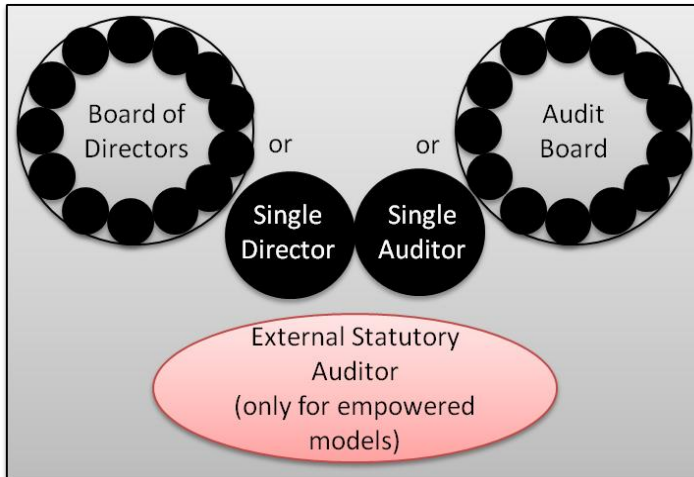 Board of
Directors
or
Single
Director
or
Audit
Board
Single
Auditor
External Statutory
Auditor
(only for empowered
models)